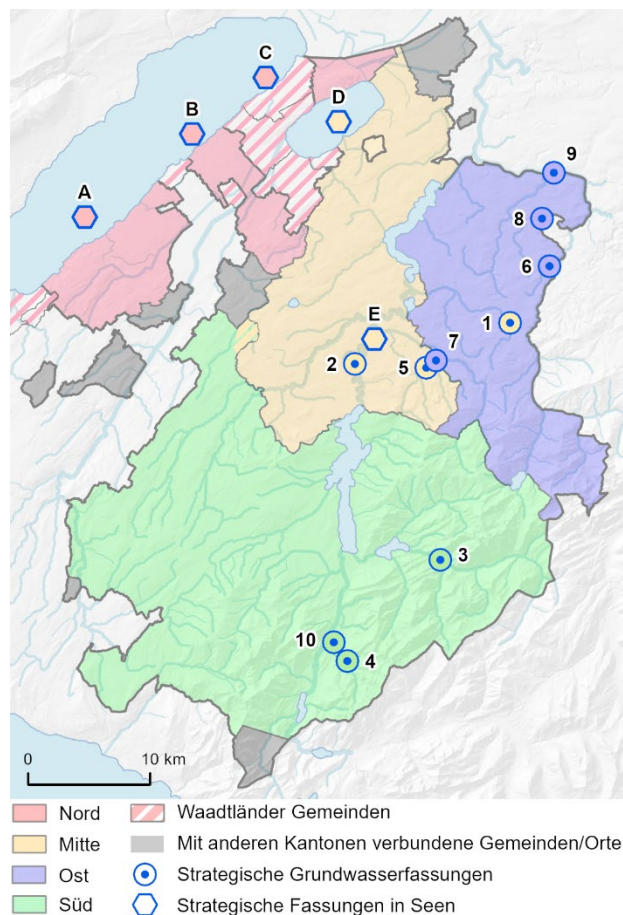 C
B
D
A
9
8
6
1
E
7
2
5
3
10
4
0 10 km
Nord Waadtländer Gemeinden
Mitte Mit anderen Kantonen verbundene Gemeinden/Orte
Ost Strategische Grundwasserfassungen
Süd Strategische Fassungen in Seen